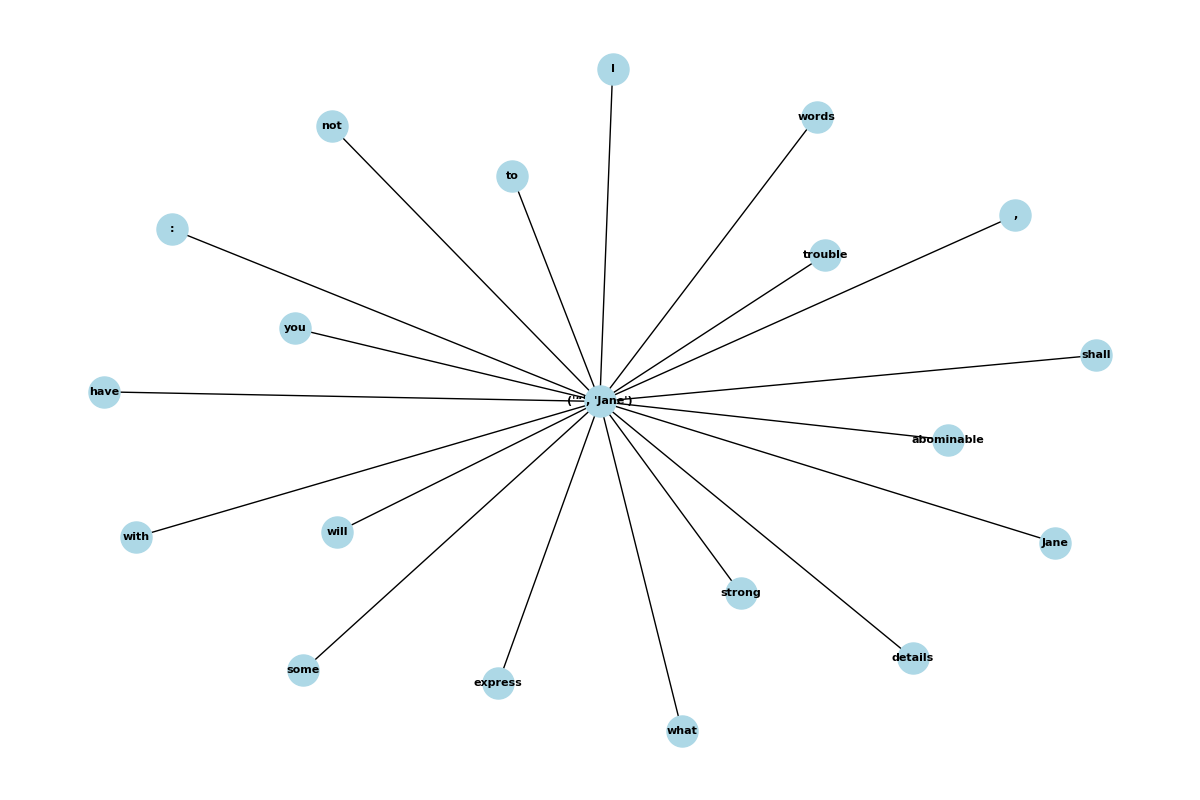 I
words
not
to
,
:
trouble
you
shall
have
('"', 'Jane')
abominable
will
with
Jane
strong
details
some
express
what